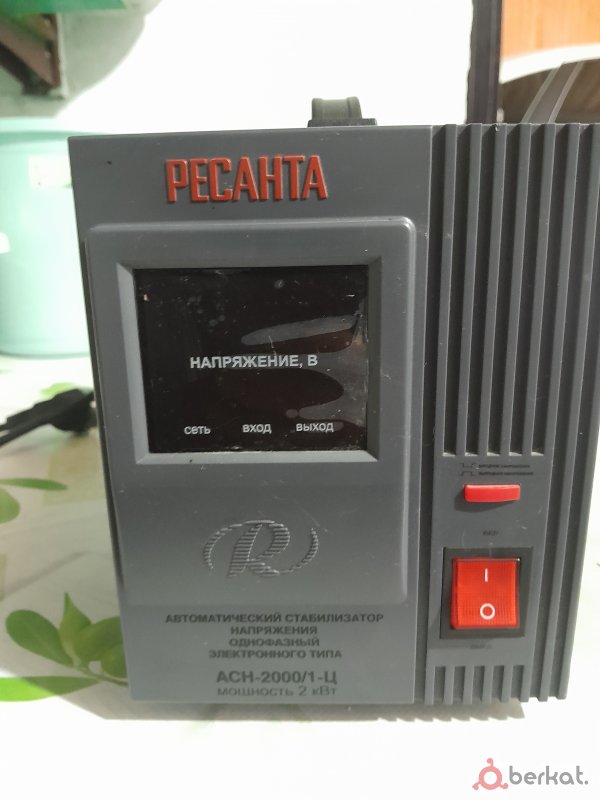 РЕСАНТА
НАПРЯЖЕНИЕ, В
сеть вход выход
R
АВТОМАТИЧЕСКИЙ СТАБИЛИЗАТОР
НАПРЯЖЕНИЯ
ОДНОФАЗНЫЙ
ЭЛЕКТРОННОГО ТИПА
АСН-2000/1-Ц
МОЩНОСТЬ 2 кВт
berkat.